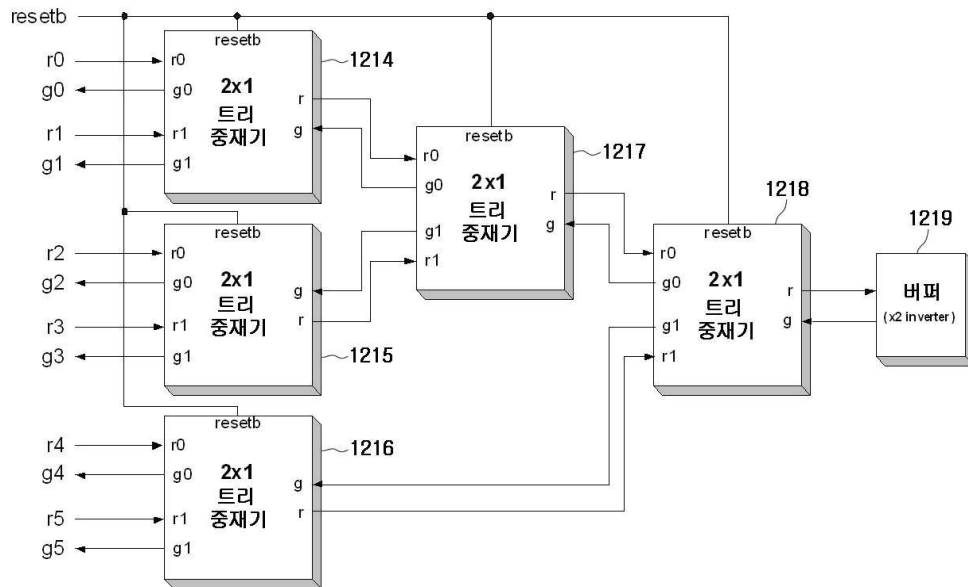 resetb
r0
g0
r1
g1
resetb
r0
g0
r1
g1
2x1
트리
중재기
r
g
1214
r2
g2
r3
g3
resetb
r0
g0
r1
g1
2x1
트리
중재기
g
r
1215
r4
g4
r5
g5
resetb
r0
g0
r1
g1
2x1
트리
중재기
g
r
1216
resetb
r0
g0
g1
r1
2x1
트리
중재기
r
g
1217
resetb
r0
g0
g1
r1
2x1
트리
중재기
r
g
1218
1219
버퍼
(x2 inverter)